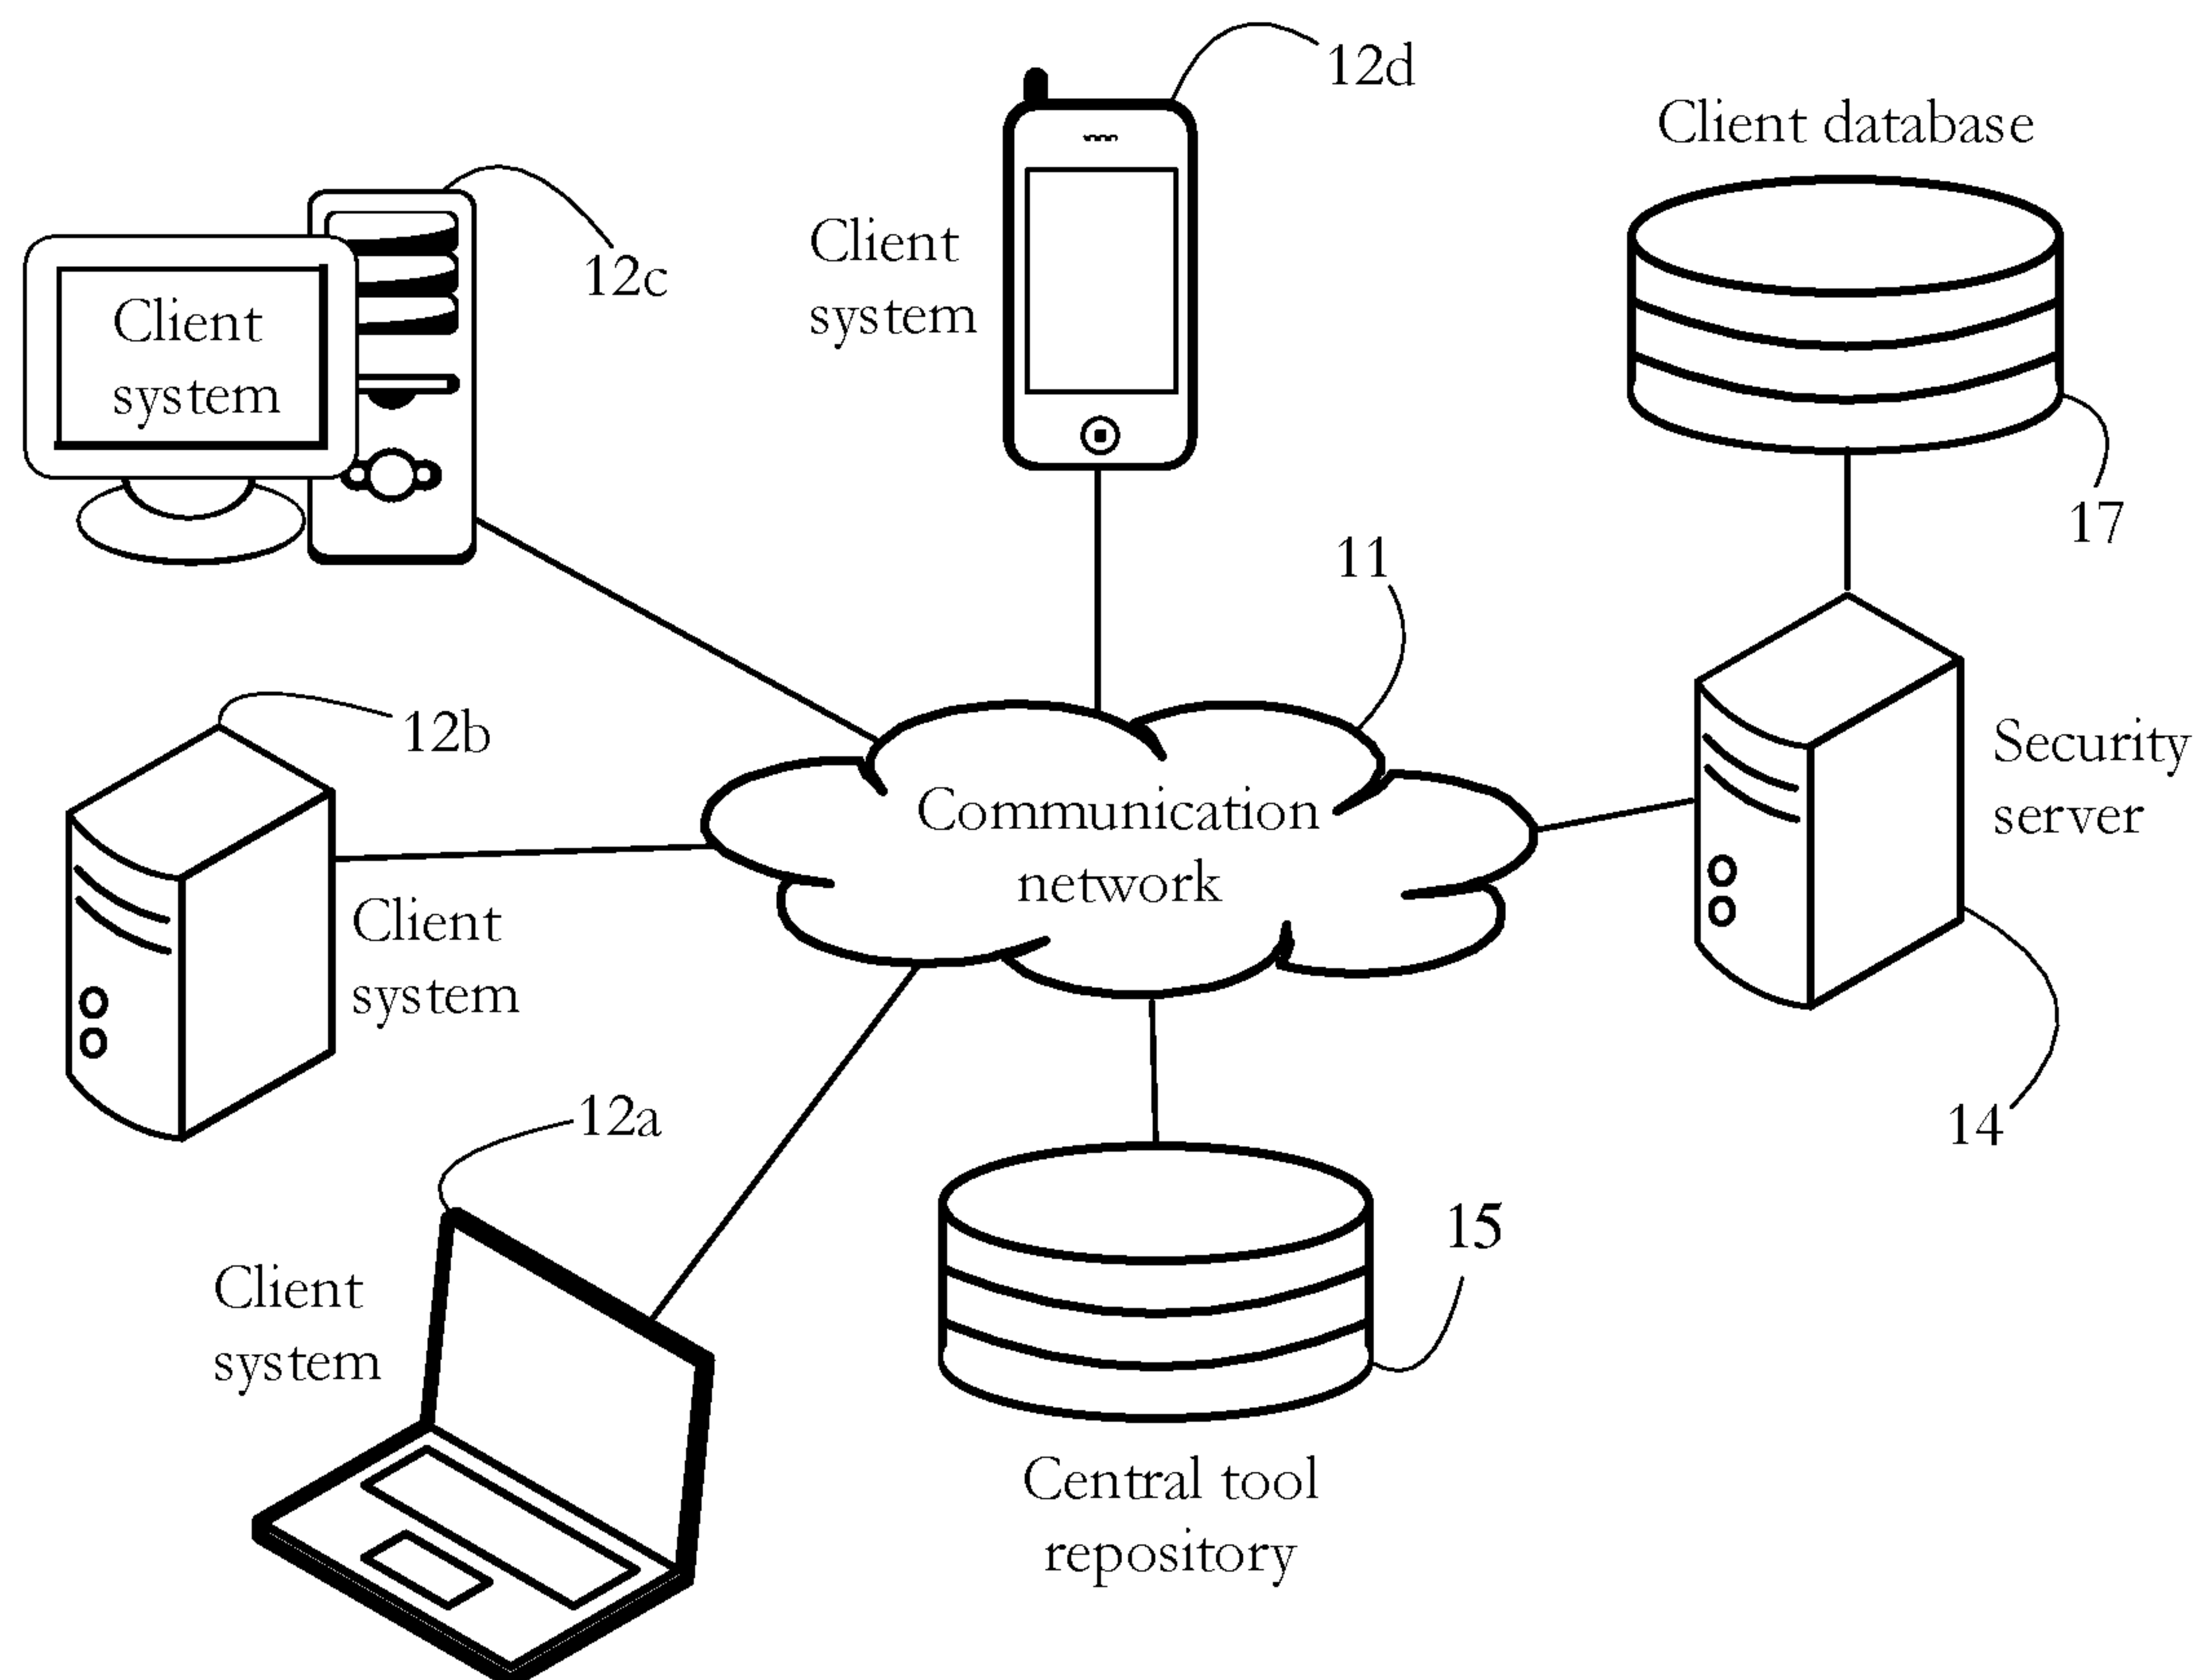 12d
Client database
12c
Client
system
Client
system
17
11
12b
Security
server
Communication
network
Client
system
12a
14
15
Client
system
Central tool
repository